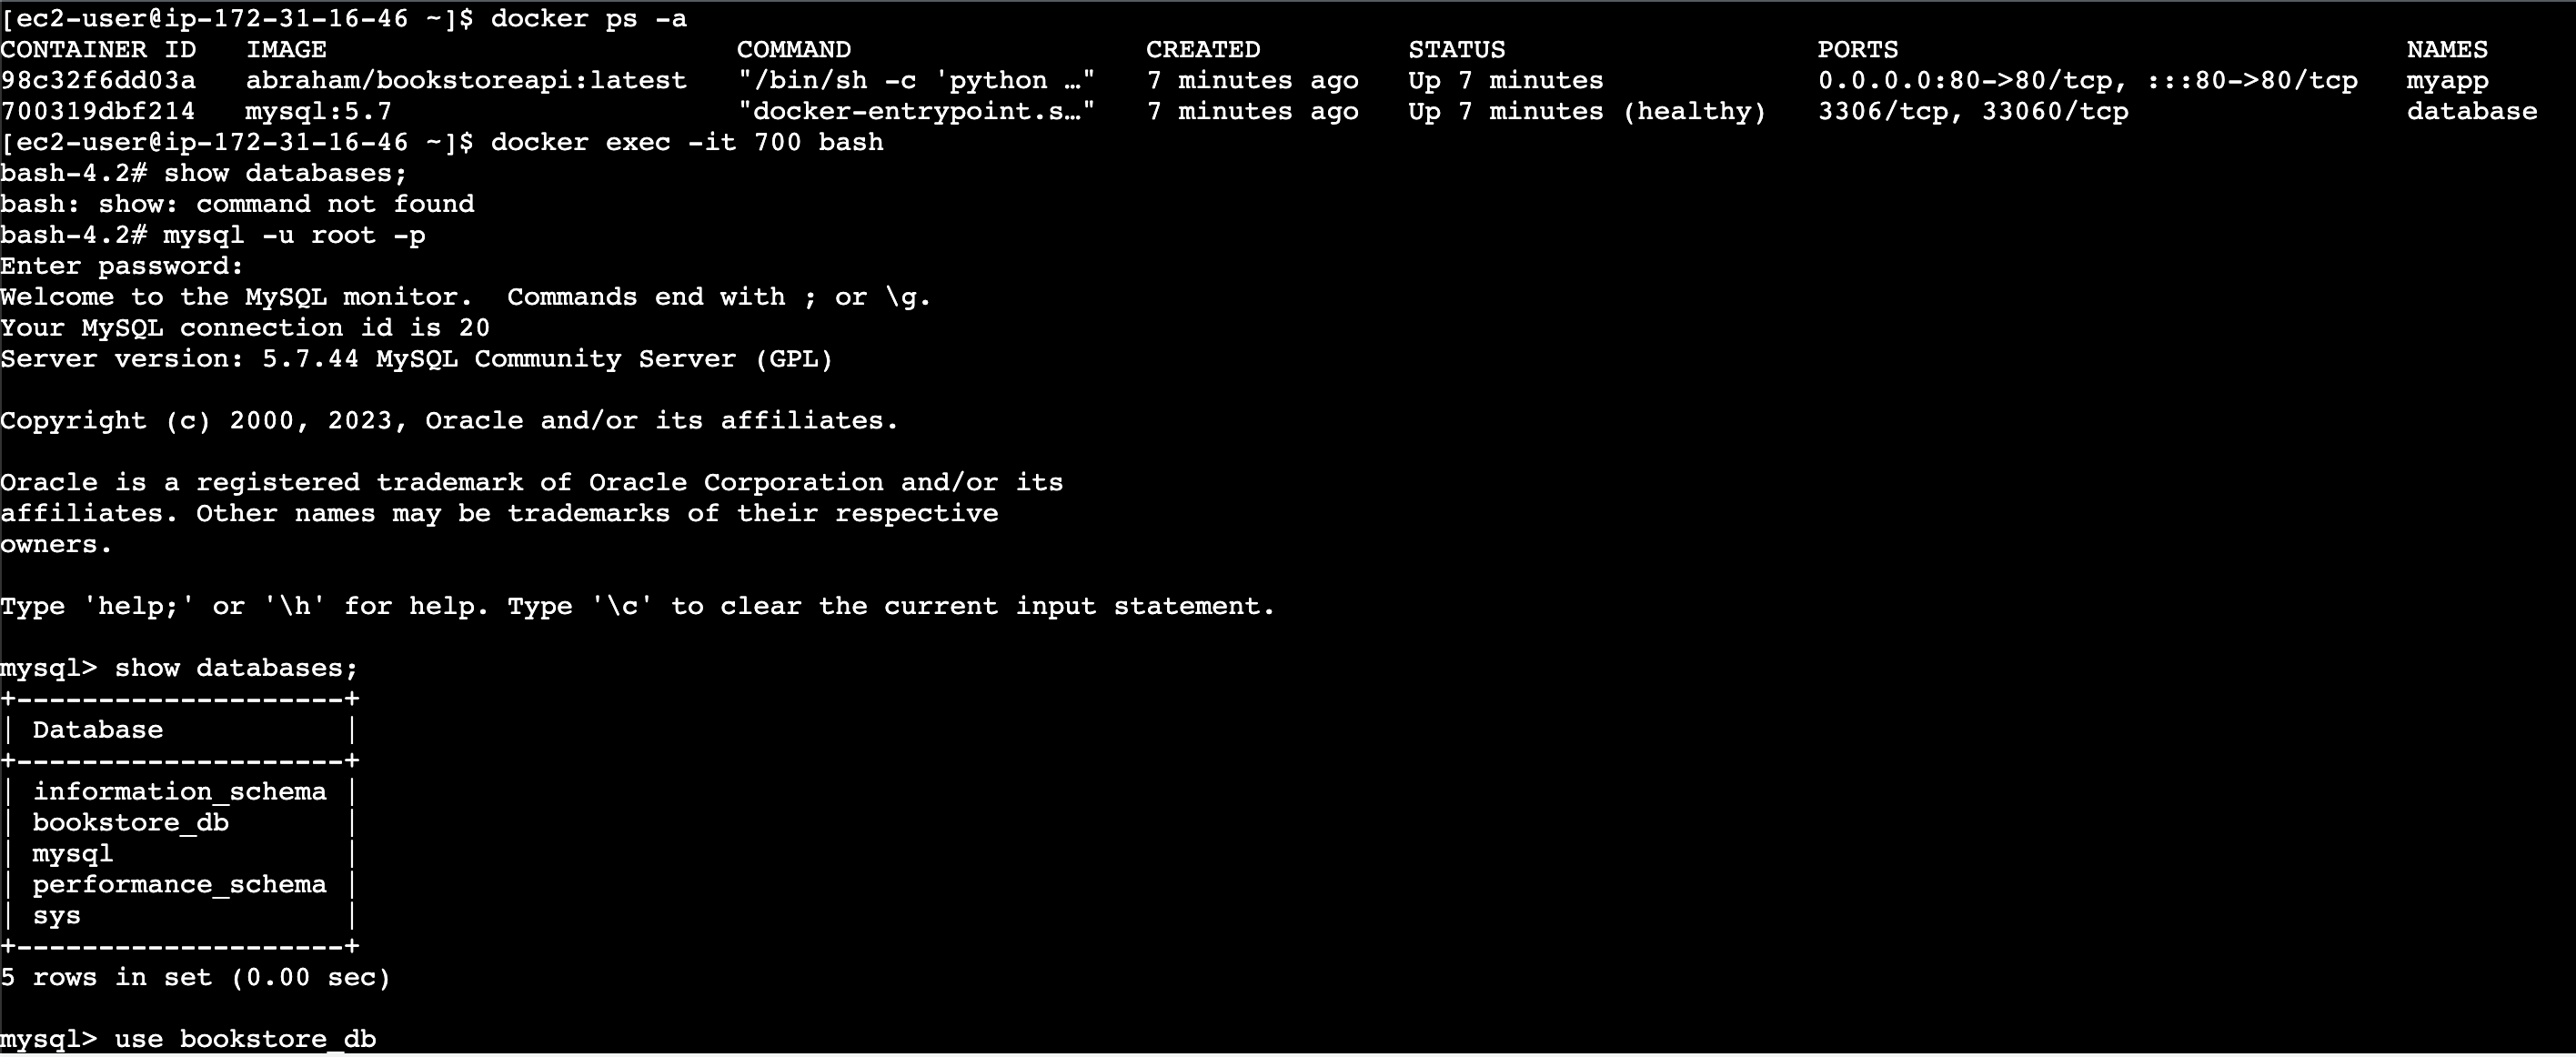 [ec2-user@ip-172-31-16-46 ~]$ docker ps -a
CONTAINER ID   IMAGE                         COMMAND                  CREATED         STATUS                   PORTS                               NAMES
98c32f6dd03a   abraham/bookstoreapi:latest   "/bin/sh -c 'python …"   7 minutes ago   Up 7 minutes             0.0.0.0:80->80/tcp, :::80->80/tcp   myapp
700319dbf214   mysql:5.7                     "docker-entrypoint.s…"   7 minutes ago   Up 7 minutes (healthy)   3306/tcp, 33060/tcp                 database
[ec2-user@ip-172-31-16-46 ~]$ docker exec -it 700 bash
bash-4.2# show databases;
bash: show: command not found
bash-4.2# mysql -u root -p
Enter password:
Welcome to the MySQL monitor.  Commands end with ; or \g.
Your MySQL connection id is 20
Server version: 5.7.44 MySQL Community Server (GPL)

Copyright (c) 2000, 2023, Oracle and/or its affiliates.

Oracle is a registered trademark of Oracle Corporation and/or its
affiliates. Other names may be trademarks of their respective
owners.

Type 'help;' or '\h' for help. Type '\c' to clear the current input statement.

mysql> show databases;
+--------------------+
| Database           |
+--------------------+
| information_schema |
| bookstore_db       |
| mysql              |
| performance_schema |
| sys                |
+--------------------+
5 rows in set (0.00 sec)

mysql> use bookstore_db